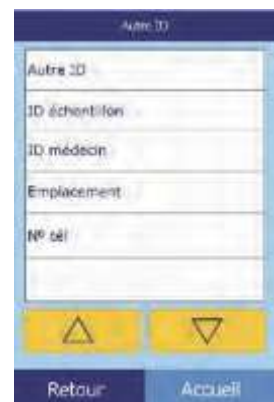 Autre ID
Autre ID
ID échantillon
ID médecin
Emplacement
Nº tél
Retour
Accueil